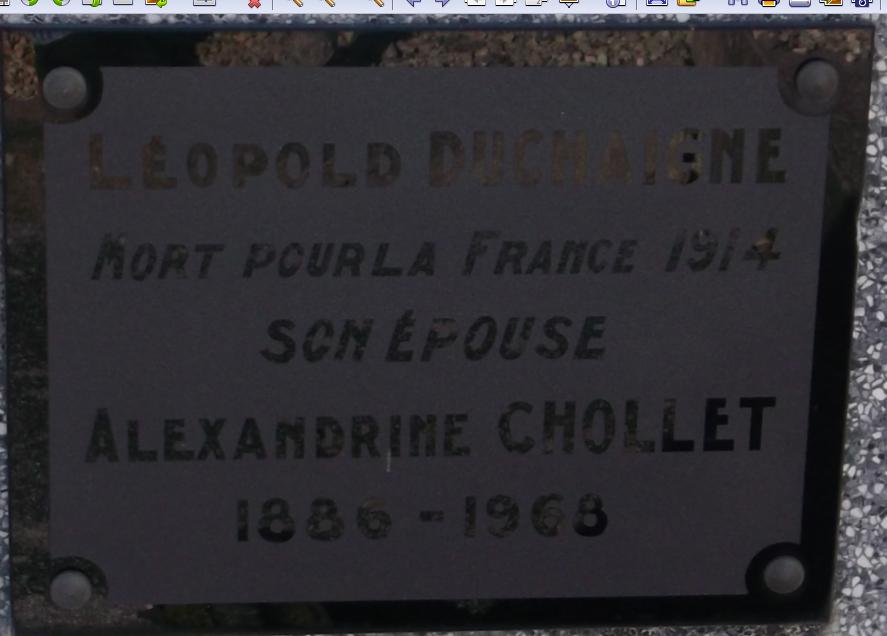 LÉOPOLD DUCHAIGNE
MORT POUR LA FRANCE 1914
SON ÉPOUSE
ALEXANDRINE CHOLLET
1886 - 1968